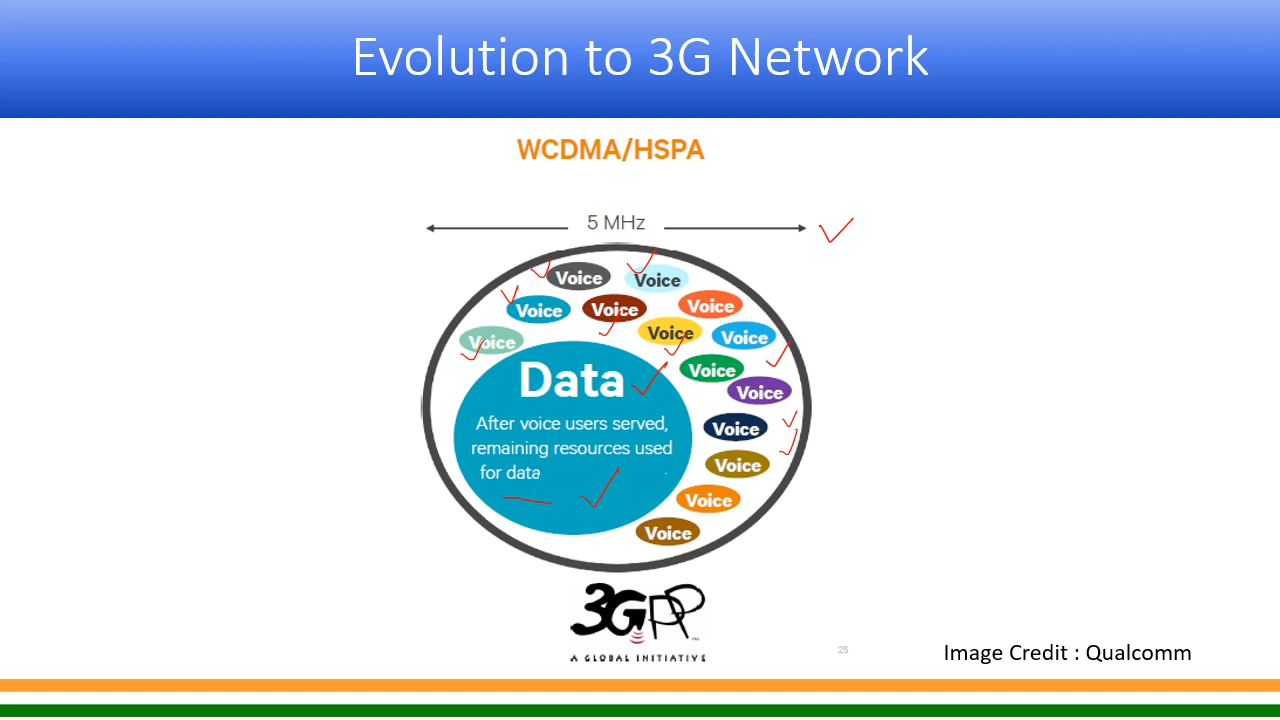 Evolution to 3G Network
WCDMA/HSPA
5 MHz
Voice
Voice
Voice
Voice
Voice
Voice
Voice
Voice
Data
After voice users served,
remaining resources used
for data
Voice
Voice
Voice
Voice
Voice
Voice
3GPP
A GLOBAL INITIATIVE
25
Image Credit : Qualcomm